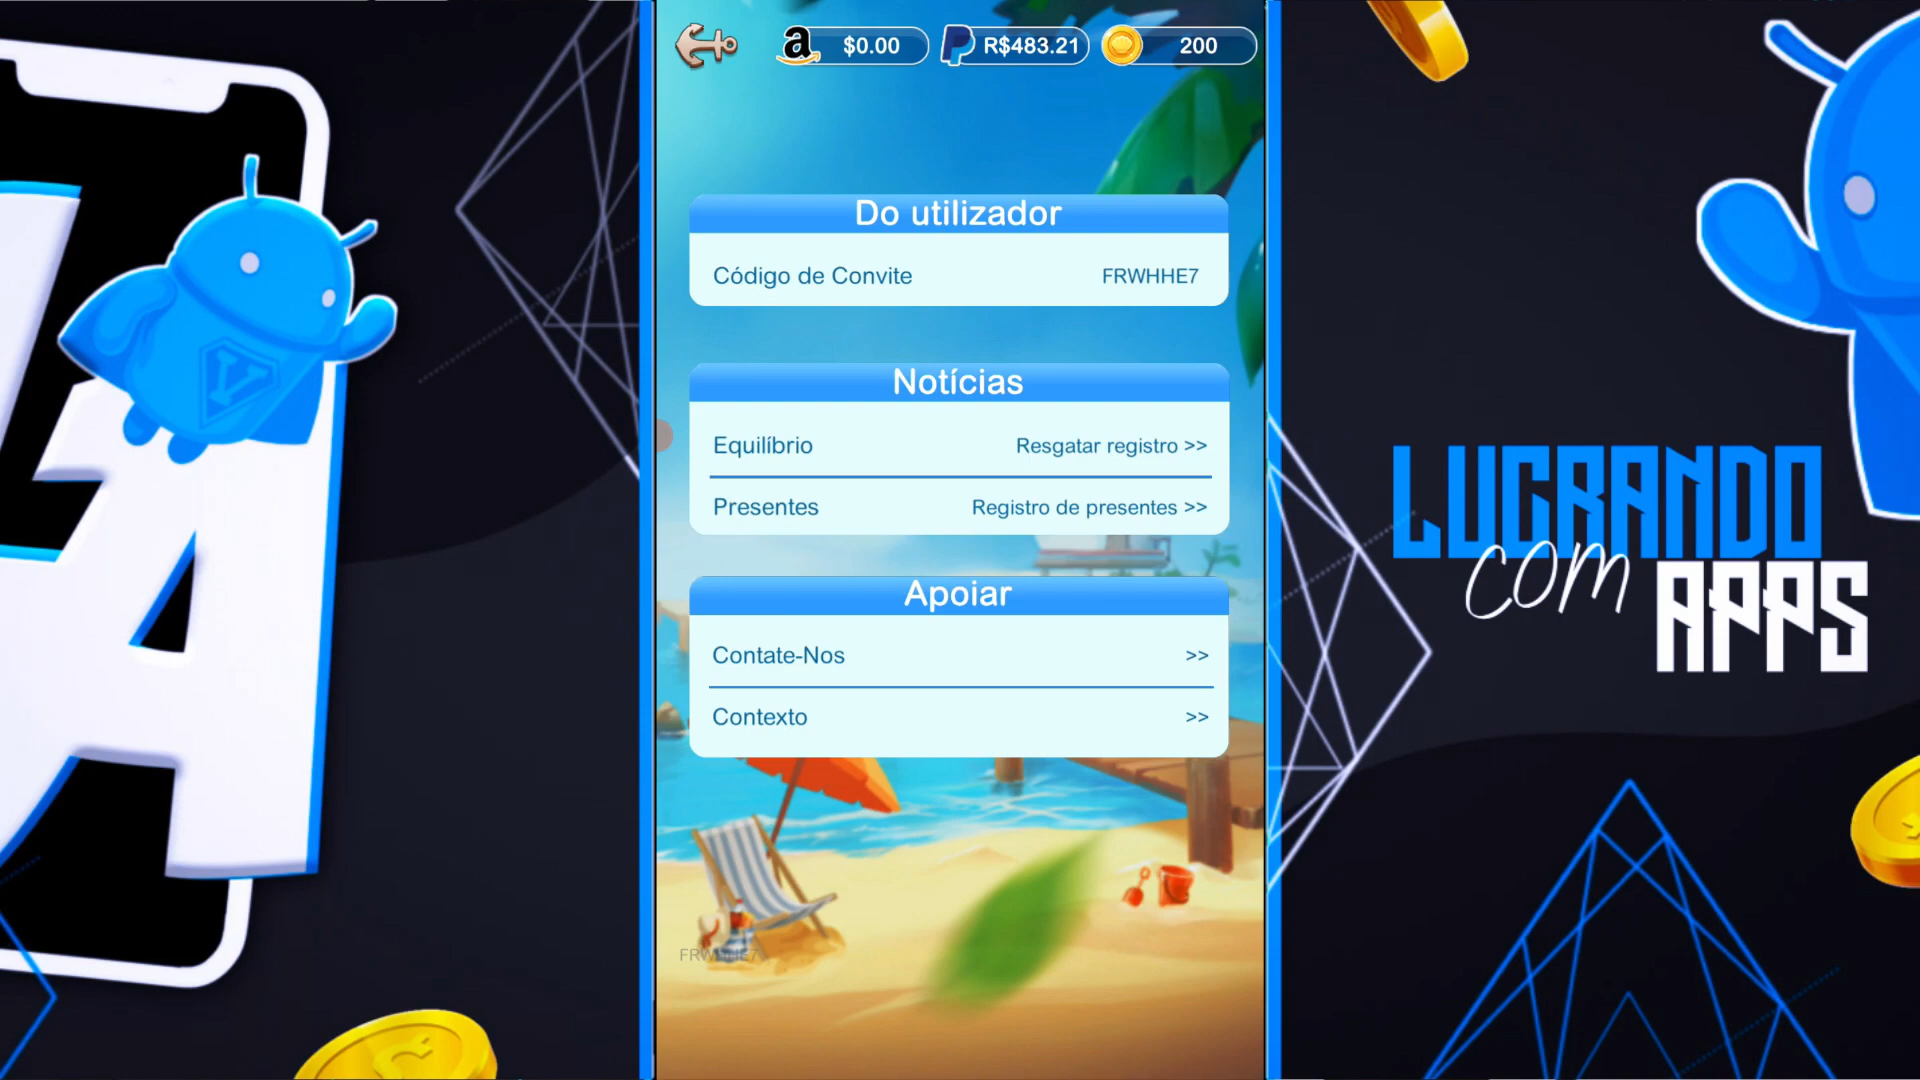 $0.00 R$483.21 200
Do utilizador
Código de Convite FRWHHE7
Notícias
Equilíbrio Resgatar registro >>
Presentes Registro de presentes >>
Apoiar
Contate-Nos >>
Contexto >>
FRWHHE7
LUCRANDO
com
APPS